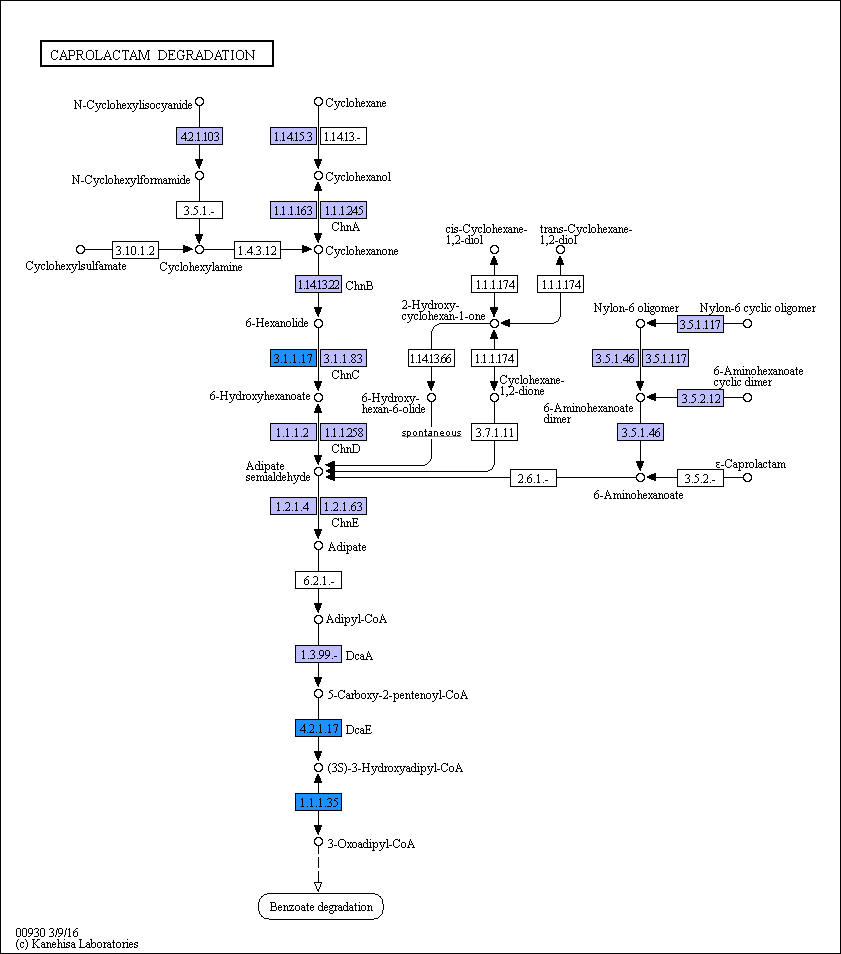 CAPROLACTAM DEGRADATION
N-Cyclohexylisocyanide
Cyclohexane
4.2.1.103
1.14.15.3
1.14.13.-
N-Cyclohexylformamide
Cyclohexanol
3.5.1.-
1.1.1.163
1.1.1.245
ChnA
cis-Cyclohexane-
1,2-diol
trans-Cyclohexane-
1,2-diol
3.10.1.2
1.4.3.12
Cyclohexanone
Cyclohexylsulfamate
Cyclohexylamine
1.14.13.22
ChnB
1.1.1.174
1.1.1.174
2-Hydroxy-
cyclohexan-1-one
6-Hexanolide
Nylon-6 oligomer
Nylon-6 cyclic oligomer
3.5.1.117
3.1.1.17
3.1.1.83
ChnC
1.14.13.66
1.1.1.174
3.5.1.46
3.5.1.117
6-Hydroxyhexanoate
6-Hydroxy-
hexan-6-olide
Cyclohexane-
1,2-dione
6-Aminohexanoate
cyclic dimer
3.5.2.12
6-Aminohexanoate
dimer
1.1.1.2
1.1.1.258
ChnD
spontaneous
3.7.1.11
3.5.1.46
Adipate
semialdehyde
2.6.1.-
3.5.2.-
ε-Caprolactam
6-Aminohexanoate
1.2.1.4
1.2.1.63
ChnE
Adipate
6.2.1.-
Adipyl-CoA
1.3.99.-
DcaA
5-Carboxy-2-pentenoyl-CoA
4.2.1.17
DcaE
(3S)-3-Hydroxyadipyl-CoA
1.1.1.35
3-Oxoadipyl-CoA
Benzoate degradation
00930 3/9/16
(c) Kanehisa Laboratories